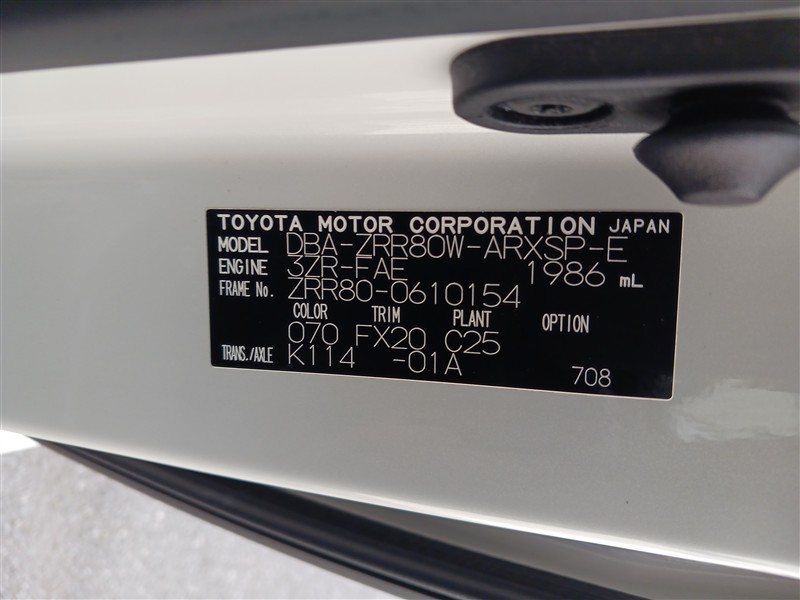 TOYOTA MOTOR CORPORATION JAPAN
MODEL DBA-ZRR80W-ARXSP-E
ENGINE 3ZR-FAE 1986 mL
FRAME No. ZRR80-0610154
COLOR TRIM PLANT OPTION
070 FX20 C25
TRANS./AXLE K114 -01A
708